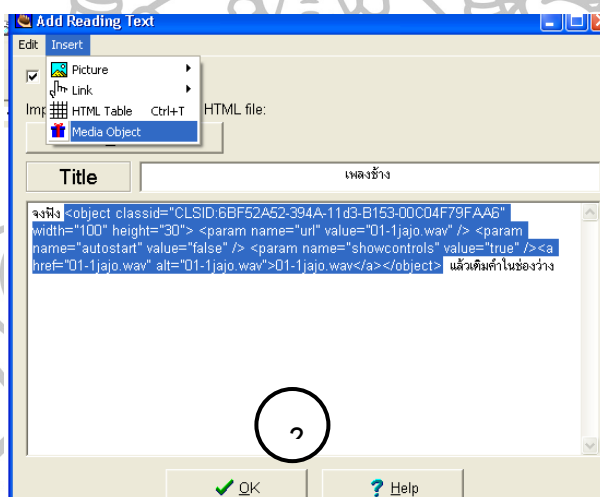 Add Reading Text
Edit Insert
Picture
Link
Imp
HTML Table Ctrl+T
HTML file:
Media Object
Title
เพลงช้าง
จงฟัง <object classid="CLSID:6BF52A52-394A-11d3-B153-00C04F79FAA6"
width="100" height="30"> <param name="url" value="01-1jajo.wav" /> <param
name="autostart" value="false" /> <param name="showcontrols" value="true" /><a
href="01-1jajo.wav" alt="01-1jajo.wav">01-1jajo.wav</a></object> แล้วเติมคำในช่องว่าง
OK
Help